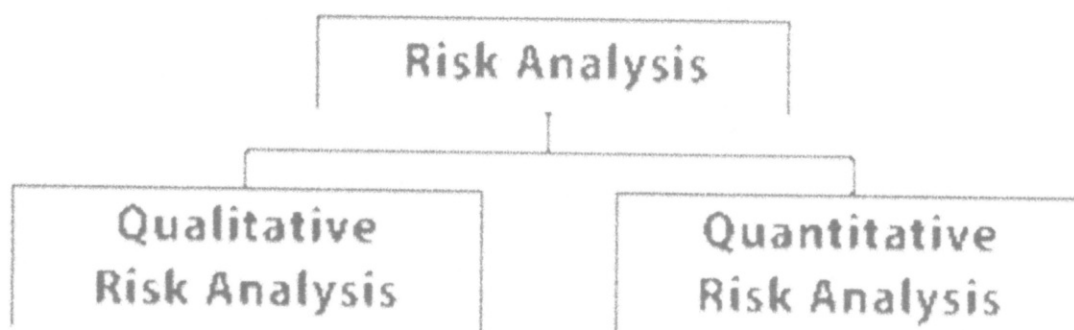 Risk Analysis
Qualitative
Risk Analysis
Quantitative
Risk Analysis